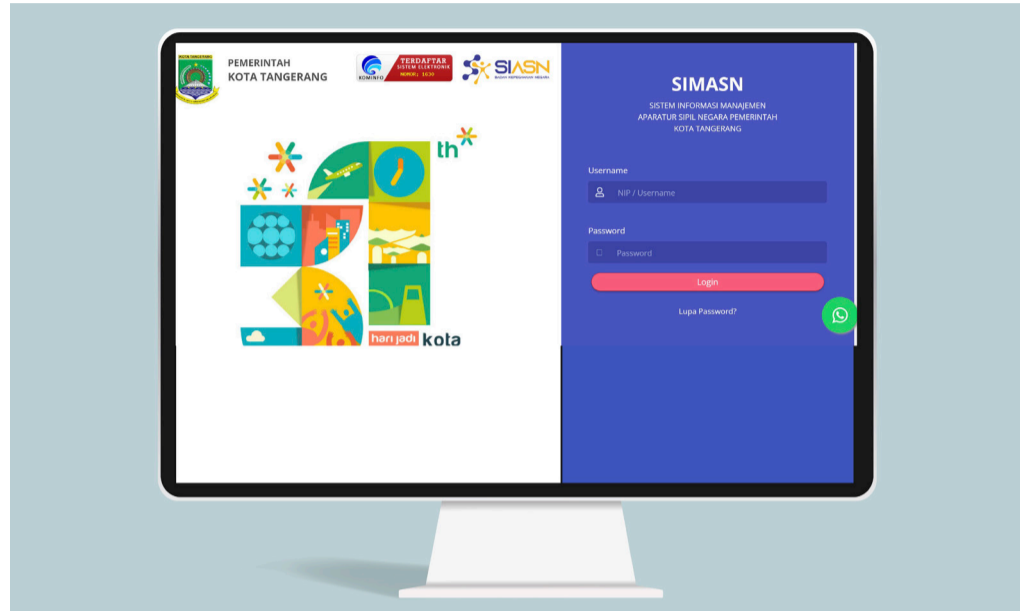 PEMERINTAH
KOTA TANGERANG
KOMINFO
TERDAFTAR
SISTEM ELEKTRONIK
SIASN
th
hari jadi kota
SIMASN
SISTEM INFORMASI MANAJEMEN
APARATUR SIPIL NEGARA PEMERINTAH
KOTA TANGERANG
Username
NIP / Username
Password
Password
Login
Lupa Password?